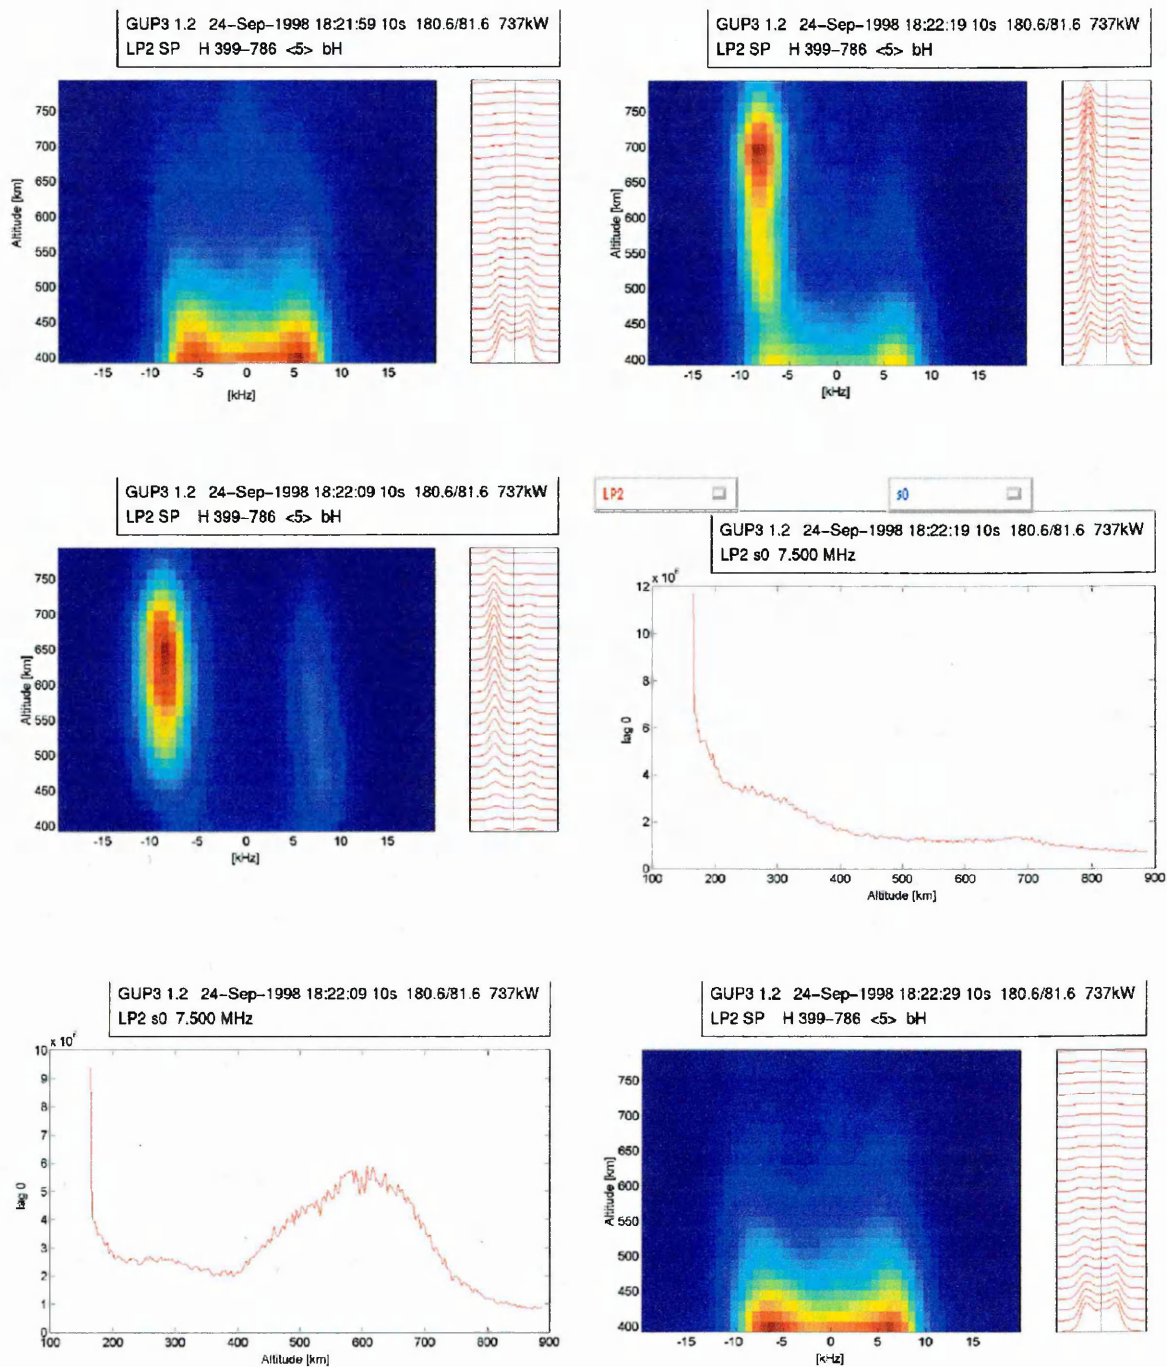 GUP3 1.2 24-Sep-1998 18:21:59 10s 180.6/81.6 737kW
LP2 SP H 399-786 <5> bH
750
700
650
600
550
500
450
400
Altitude [km]
-15 -10 -5 0 5 10 15
[kHz]
GUP3 1.2 24-Sep-1998 18:22:19 10s 180.6/81.6 737kW
LP2 SP H 399-786 <5> bH
750
700
650
600
550
500
450
400
Altitude [km]
-15 -10 -5 0 5 10 15
[kHz]
GUP3 1.2 24-Sep-1998 18:22:09 10s 180.6/81.6 737kW
LP2 SP H 399-786 <5> bH
750
700
650
600
550
500
450
400
Altitude [km]
-15 -10 -5 0 5 10 15
[kHz]
LP2
s0
GUP3 1.2 24-Sep-1998 18:22:19 10s 180.6/81.6 737kW
LP2 s0 7.500 MHz
12 x 10
10
8
6
4
2
0
lag 0
100 200 300 400 500 600 700 800 900
Altitude [km]
GUP3 1.2 24-Sep-1998 18:22:09 10s 180.6/81.6 737kW
LP2 s0 7.500 MHz
10 x 10
9
8
7
6
5
4
3
2
1
0
lag 0
100 200 300 400 500 600 700 800 900
Altitude [km]
GUP3 1.2 24-Sep-1998 18:22:29 10s 180.6/81.6 737kW
LP2 SP H 399-786 <5> bH
750
700
650
600
550
500
450
400
Altitude [km]
-15 -10 -5 0 5 10 15
[kHz]